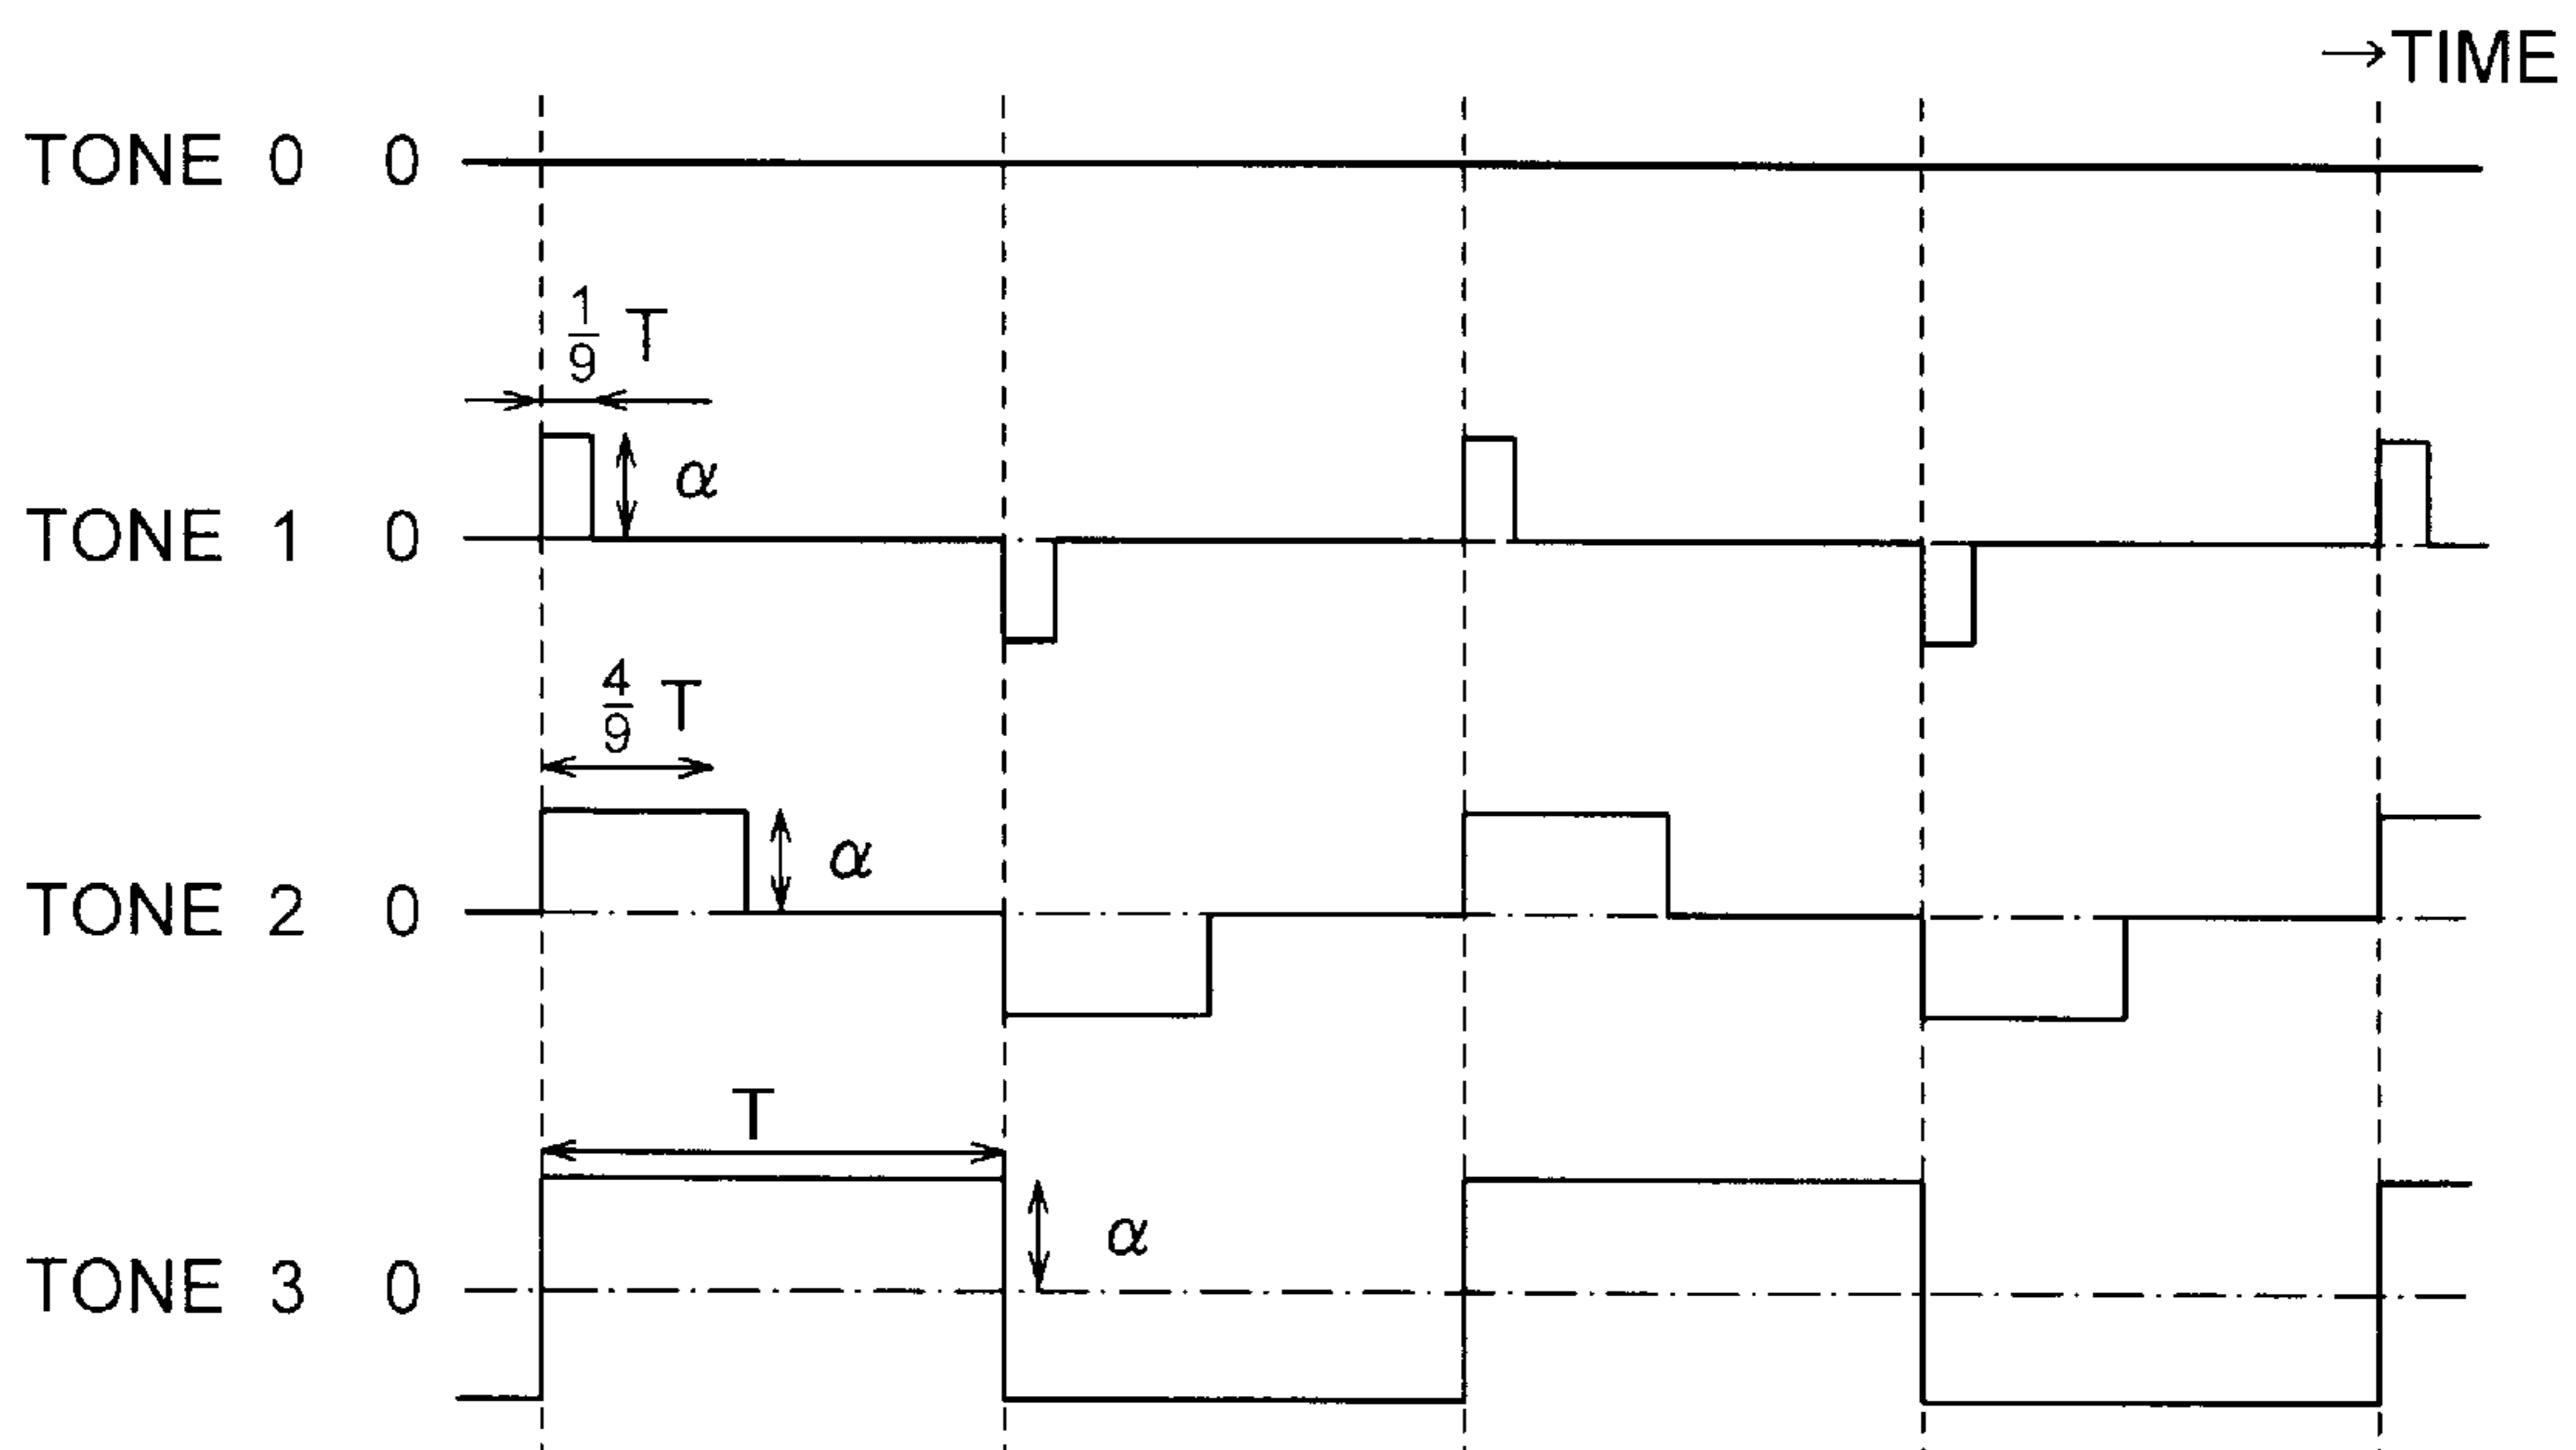 →TIME
TONE 0 0
1/9 T
α
TONE 1 0
4/9 T
α
TONE 2 0
T
α
TONE 3 0